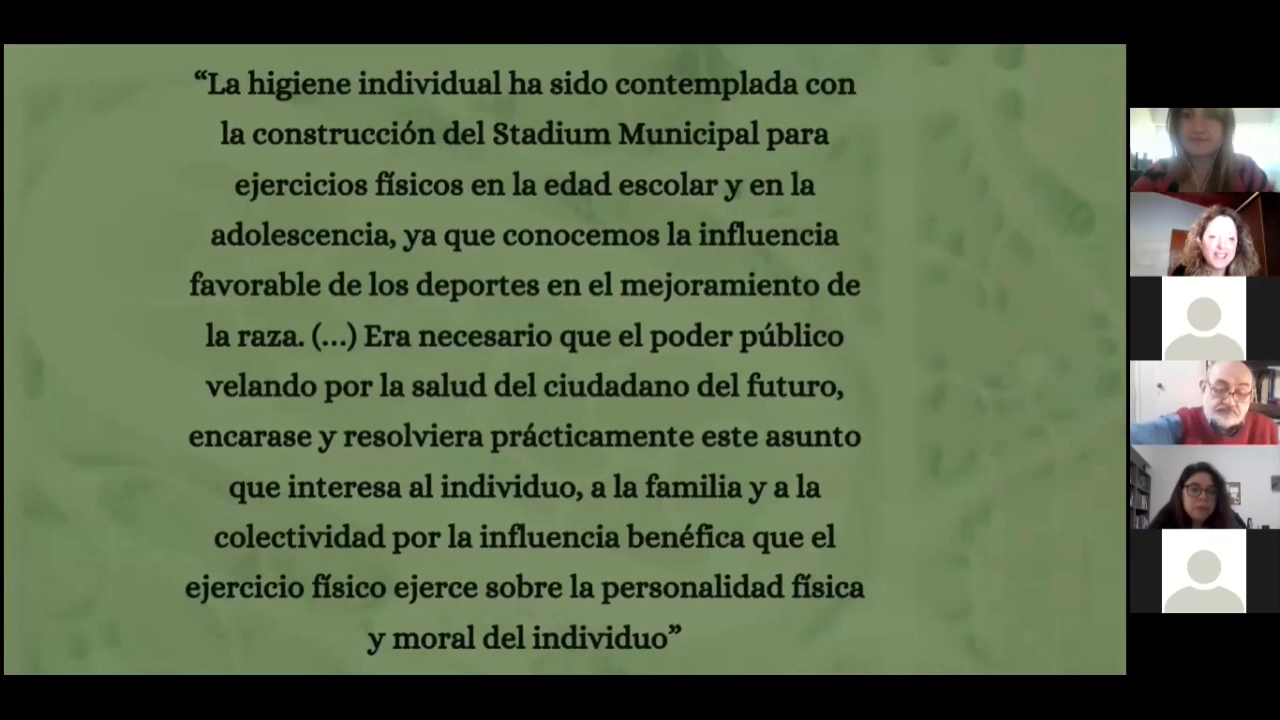 “La higiene individual ha sido contemplada con
la construcción del Stadium Municipal para
ejercicios físicos en la edad escolar y en la
adolescencia, ya que conocemos la influencia
favorable de los deportes en el mejoramiento de
la raza. (...) Era necesario que el poder público
velando por la salud del ciudadano del futuro,
encarase y resolviera prácticamente este asunto
que interesa al individuo, a la familia y a la
colectividad por la influencia benéfica que el
ejercicio físico ejerce sobre la personalidad física
y moral del individuo”